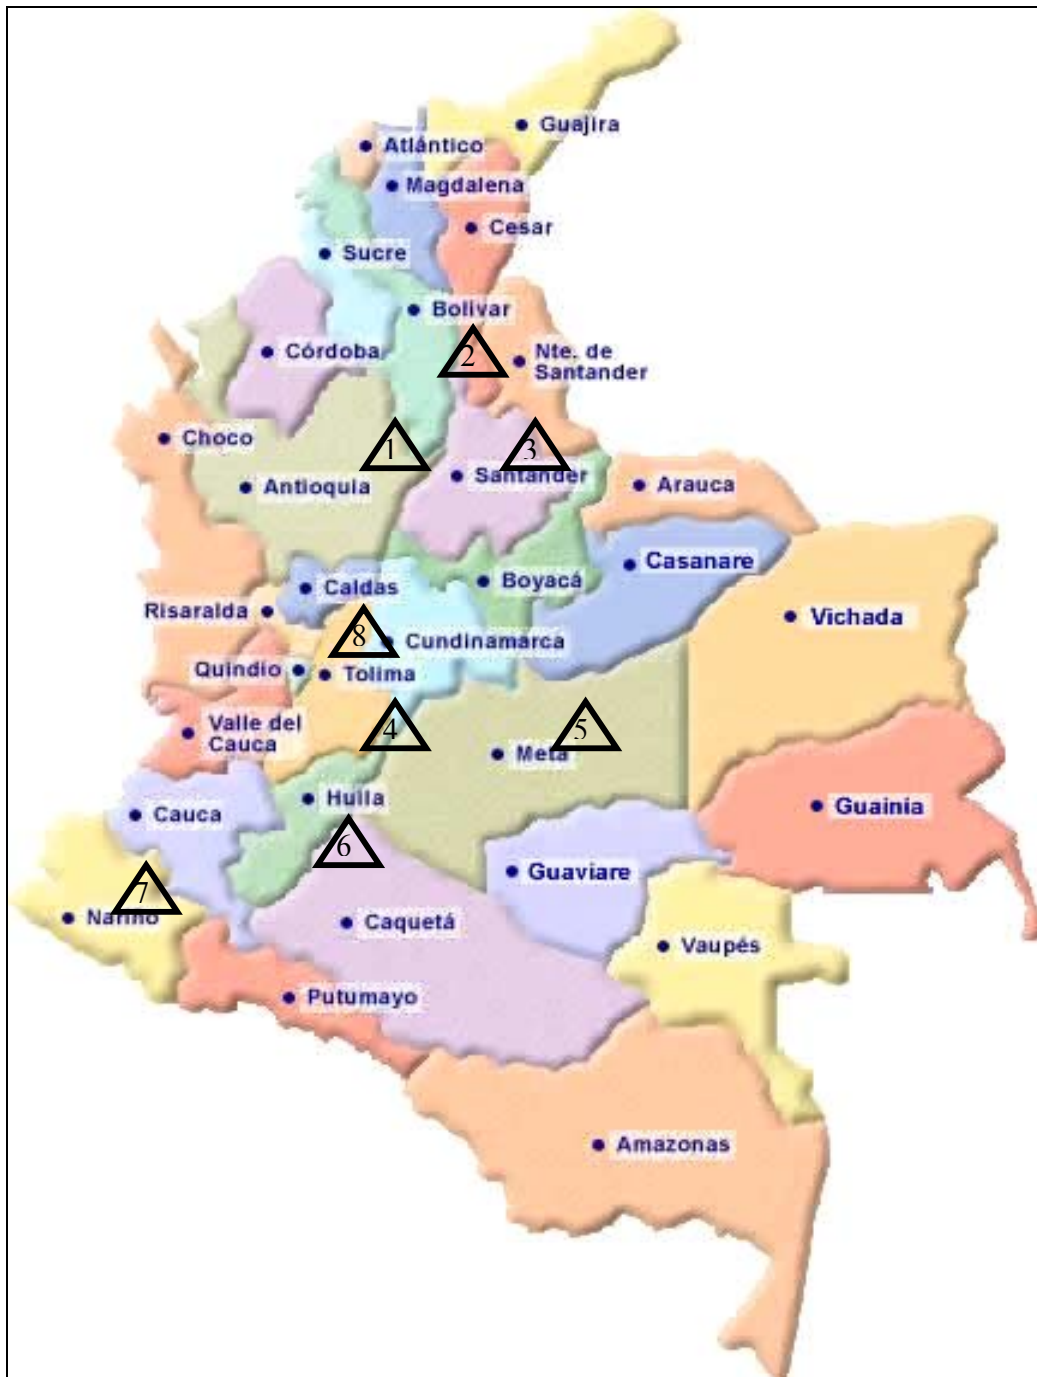 Guajira
Atlántico
Magdalena
Cesar
Sucre
Bolivar
2
Nte. de
Santander
Córdoba
Choco
1
3
Santander
Antioquia
Arauca
Casanare
Boyacá
Caldas
Risaralda
Vichada
8
Cundinamarca
Quindio
Tolima
Valle del
Cauca
4
5
Meta
Huila
Cauca
Guainia
6
Guaviare
7
Nariño
Caquetá
Vaupés
Putumayo
Amazonas